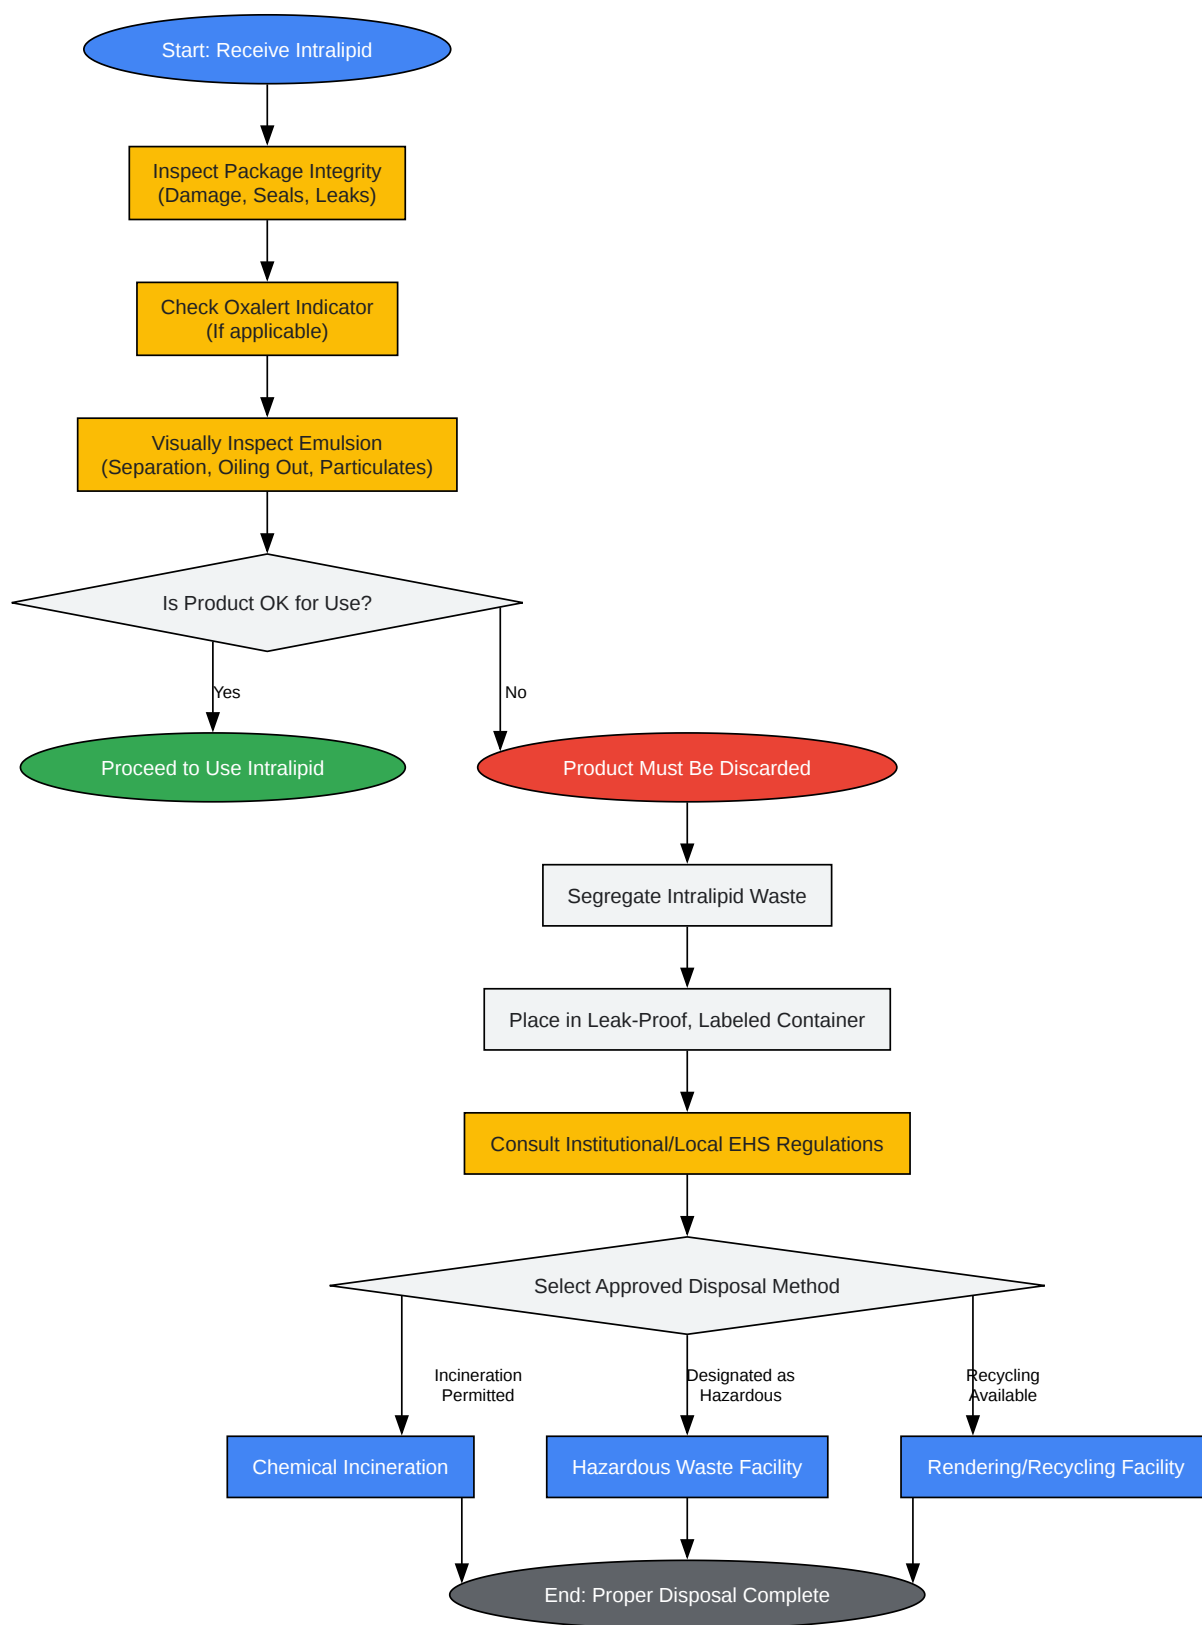 Start: Receive Intralipid
Inspect Package Integrity
(Damage, Seals, Leaks)
Check Oxalert Indicator
(If applicable)
Visually Inspect Emulsion
(Separation, Oiling Out, Particulates)
Is Product OK for Use?
Yes
No
Proceed to Use Intralipid
Product Must Be Discarded
Segregate Intralipid Waste
Place in Leak-Proof, Labeled Container
Consult Institutional/Local EHS Regulations
Select Approved Disposal Method
Incineration
Permitted
Designated as
Hazardous
Recycling
Available
Chemical Incineration
Hazardous Waste Facility
Rendering/Recycling Facility
End: Proper Disposal Complete